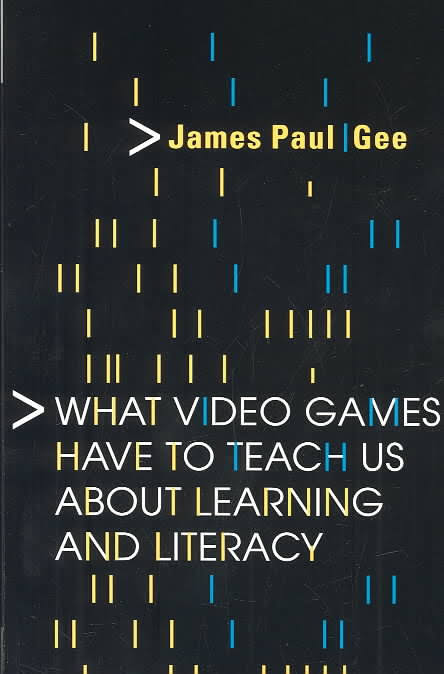 > James Paul Gee
> WHAT VIDEO GAMES
HAVE TO TEACH US
ABOUT LEARNING
AND LITERACY